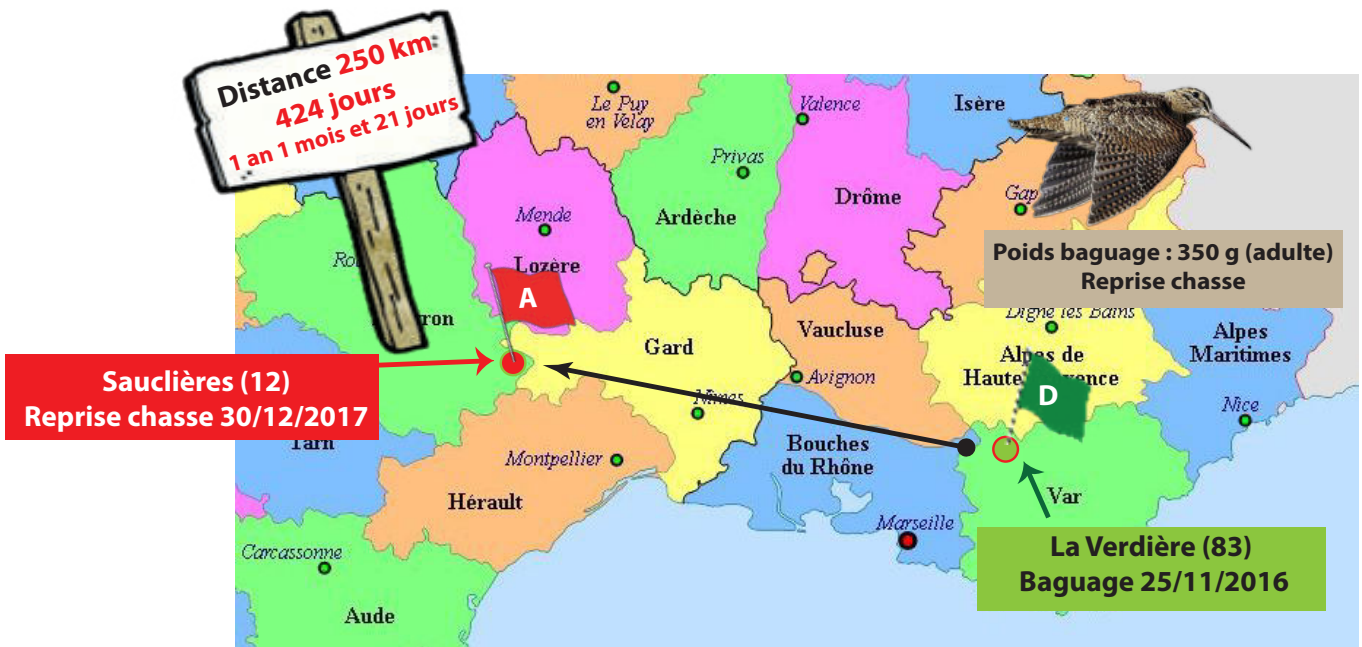 Distance 250 km
424 jours
1 an 1 mois et 21 jours
Le Puy
en Velay
Valence
Isère
Privas
Drôme
Ardèche
Gap
Mende
Lozère
Poids baguage : 350 g (adulte)
Reprise chasse
A
Digne les Bains
Vaucluse
Alpes
Maritimes
Gard
Alpes de
Avignon
D
Sauclières (12)
Reprise chasse 30/12/2017
Nîmes
Nice
Tarn
Bouches
du Rhône
Montpellier
Hérault
Var
Marseille
Carcassonne
La Verdière (83)
Baguage 25/11/2016
Aude